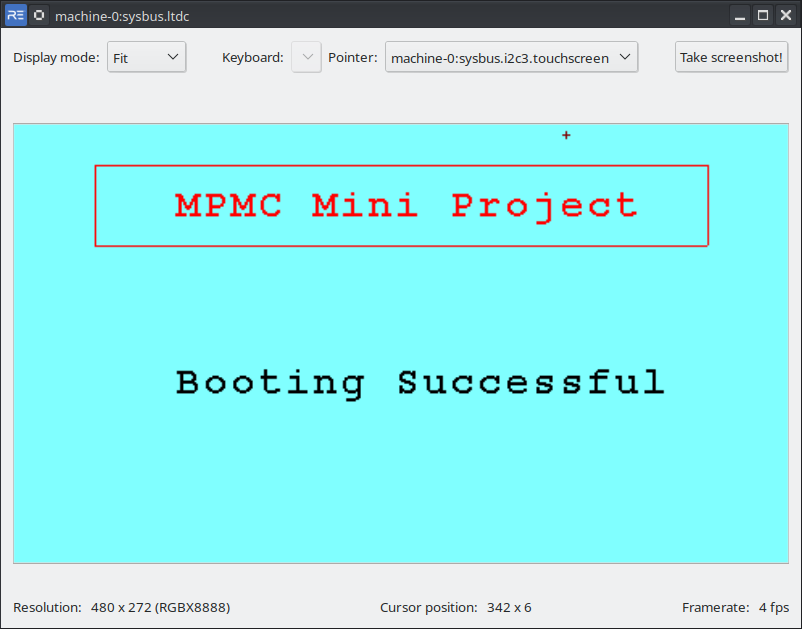 RE machine-0:sysbus.ltdc
Display mode: Fit Keyboard: Pointer: machine-0:sysbus.i2c3.touchscreen Take screenshot!
MPMC Mini Project
Booting Successful
Resolution: 480 x 272 (RGBX8888) Cursor position: 342 x 6 Framerate: 4 fps